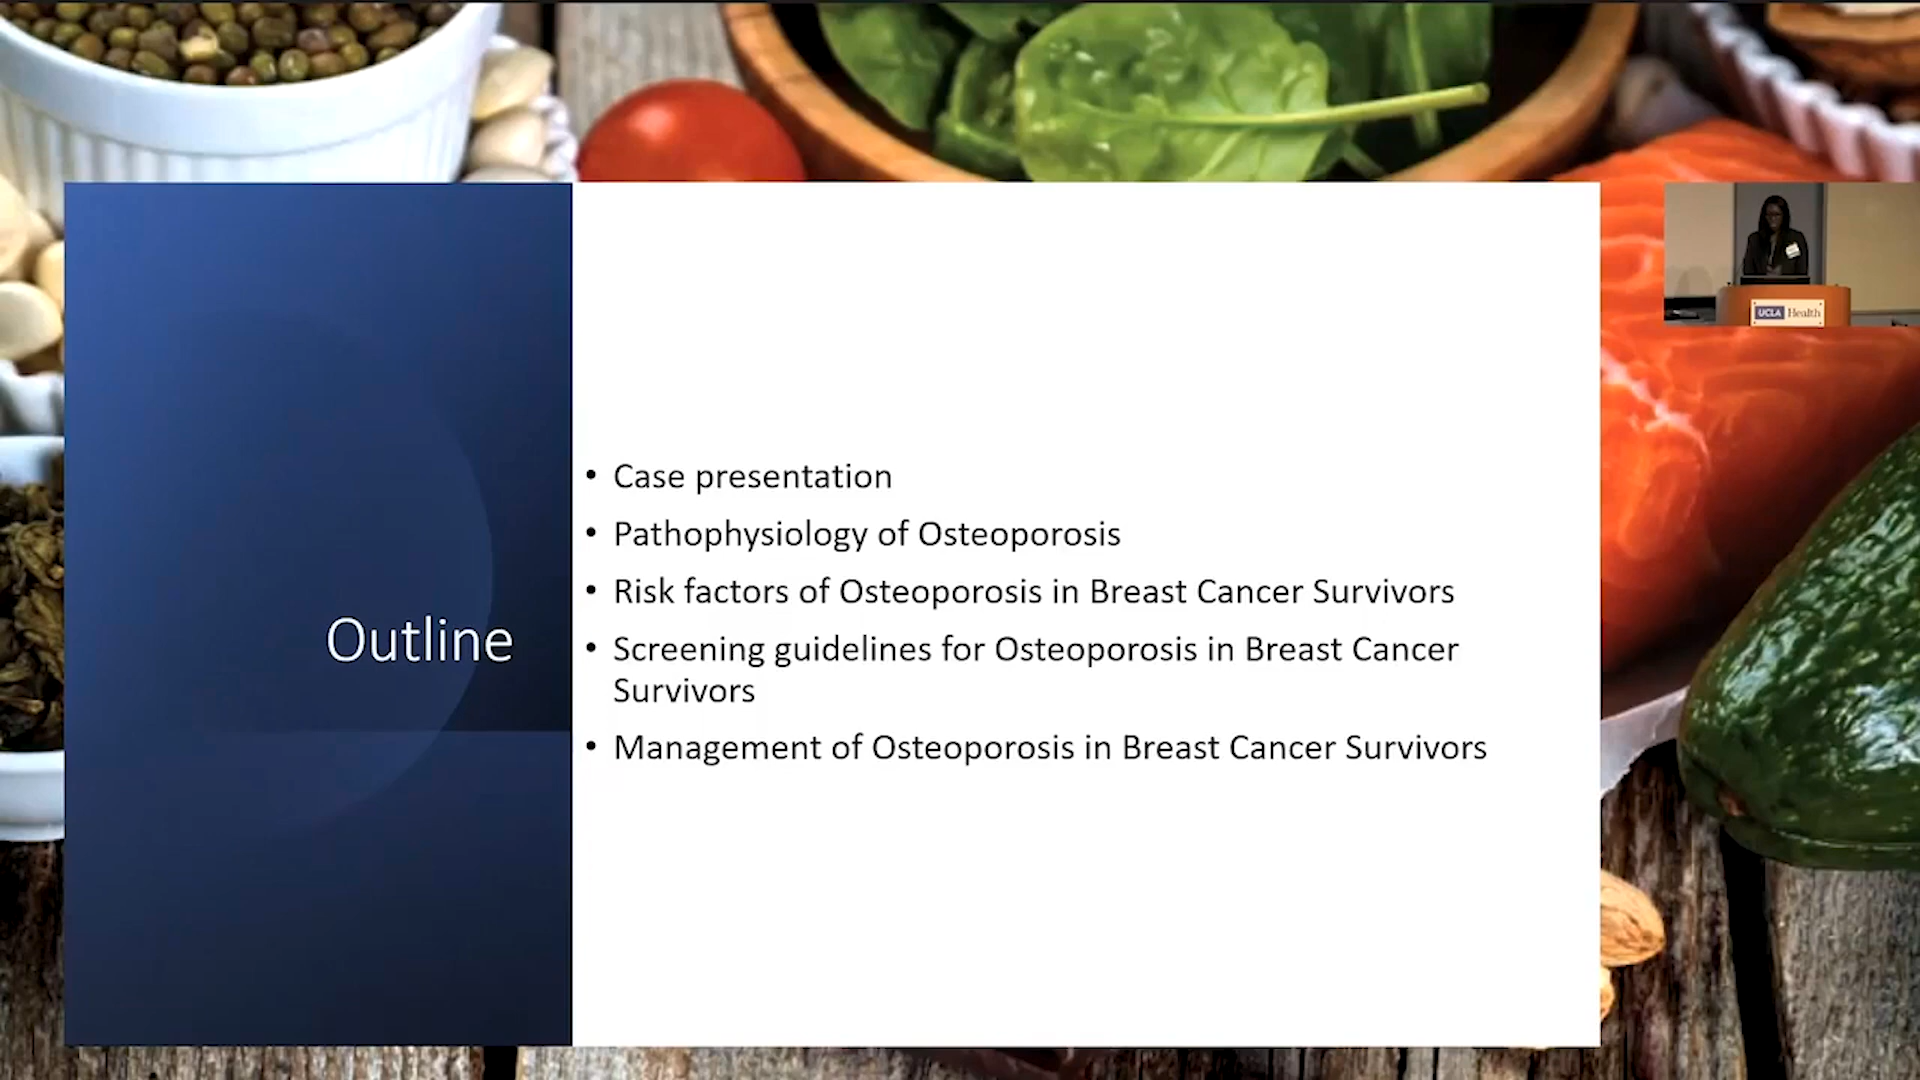 Outline
• Case presentation
• Pathophysiology of Osteoporosis
• Risk factors of Osteoporosis in Breast Cancer Survivors
• Screening guidelines for Osteoporosis in Breast Cancer
Survivors
• Management of Osteoporosis in Breast Cancer Survivors
UCLA Health